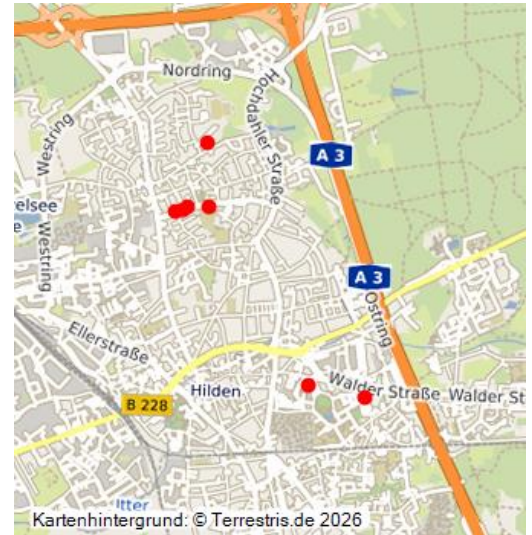 Nordring
Hochdahler Straße
Westring
A 3
elsee
e
Westring
A 3
Ostring
Ellerstraße
Hilden
Walder Straße
Walder St
B 228
Itter
Kartenhintergrund: © Terrestris.de 2026